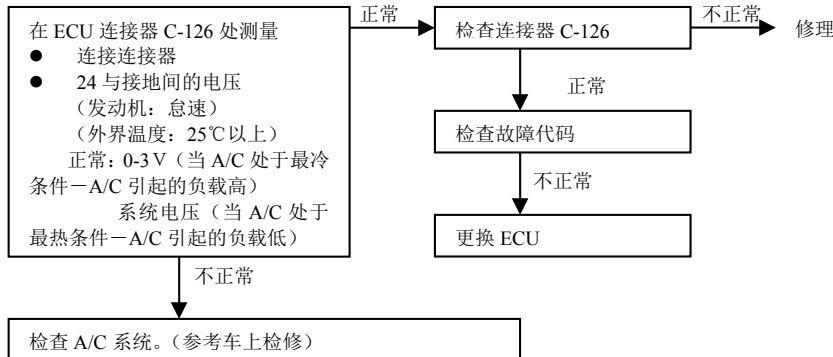 在 ECU 连接器 C-126 处测量
● 连接连接器
● 24 与接地间的电压
（发动机：怠速）
（外界温度：25℃以上）
正常：0-3V（当 A/C 处于最冷
条件－A/C 引起的负载高）
系统电压（当 A/C 处于
最热条件－A/C 引起的负载低）
正常
检查连接器 C-126
不正常
修理
正常
检查故障代码
不正常
更换 ECU
不正常
检查 A/C 系统。（参考车上检修）